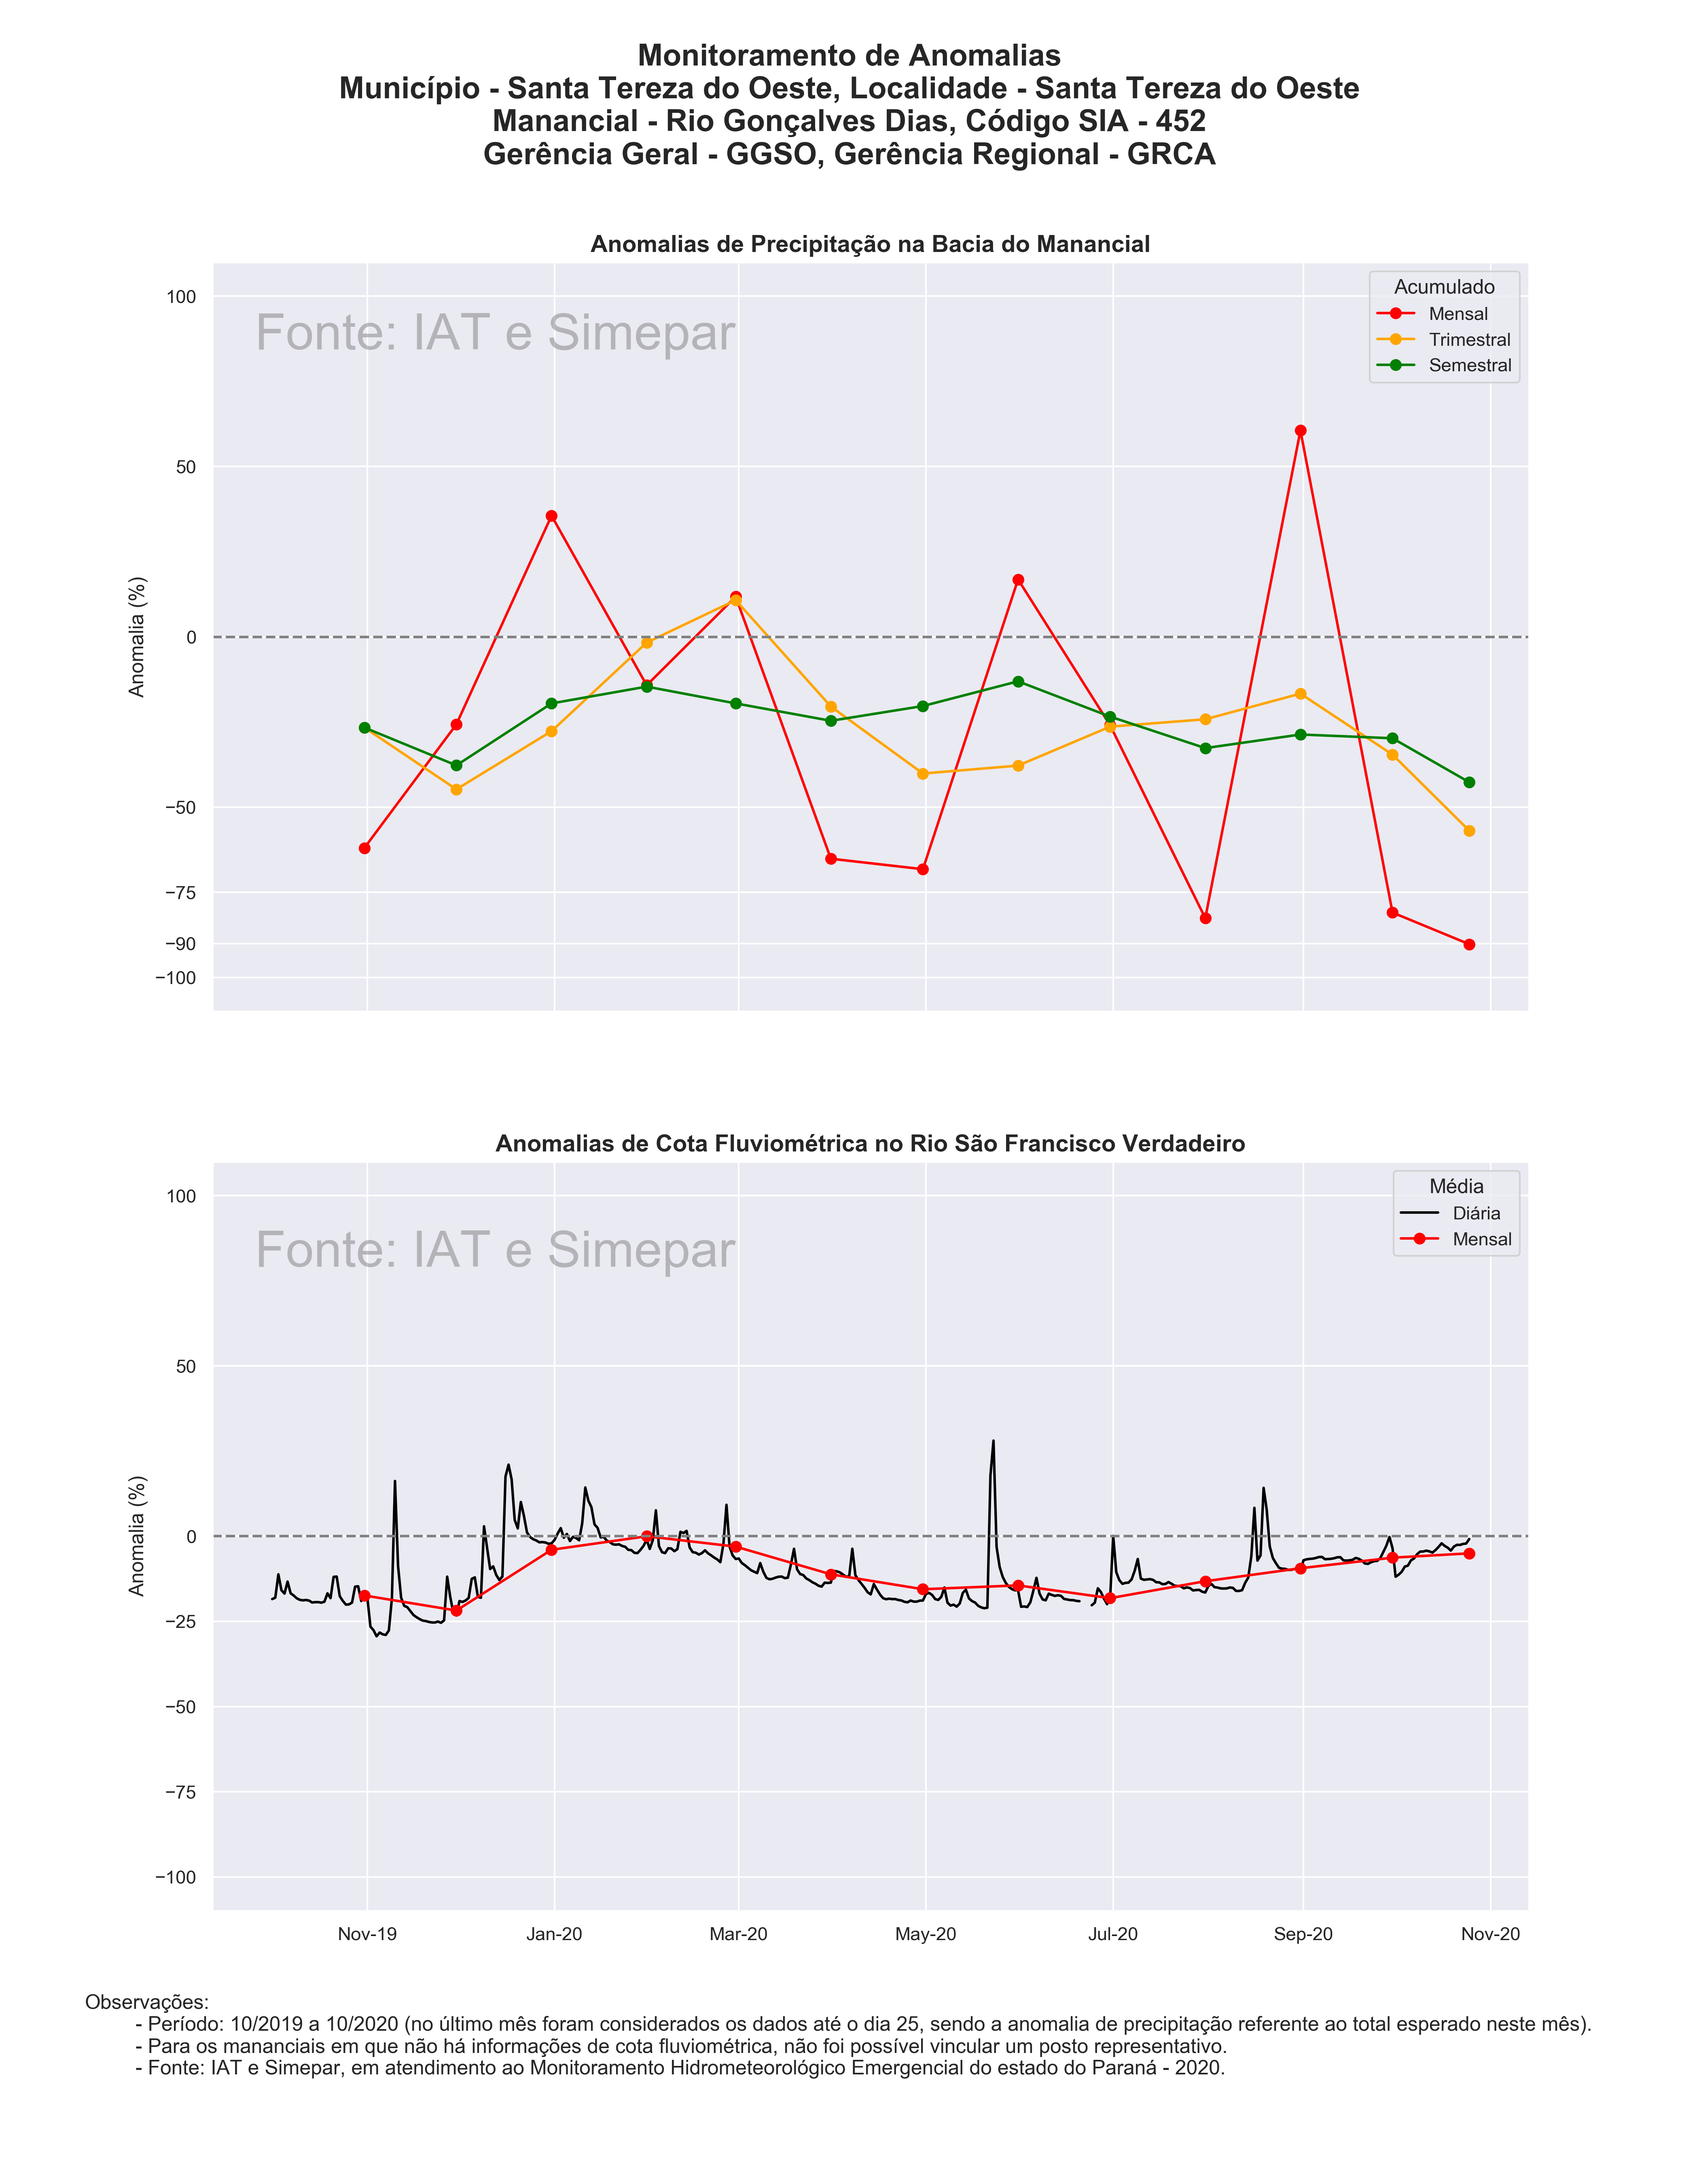 Monitoramento de Anomalias
Município - Santa Tereza do Oeste, Localidade - Santa Tereza do Oeste
Manancial - Rio Gonçalves Dias, Código SIA - 452
Gerência Geral - GGSO, Gerência Regional - GRCA
Anomalias de Precipitação na Bacia do Manancial
Fonte: IAT e Simepar
Acumulado
Mensal
Trimestral
Semestral
Anomalia (%)
100
50
0
−50
−75
−90
−100
Anomalias de Cota Fluviométrica no Rio São Francisco Verdadeiro
Fonte: IAT e Simepar
Média
Diária
Mensal
Anomalia (%)
100
50
0
−25
−50
−75
−100
Nov-19 Jan-20 Mar-20 May-20 Jul-20 Sep-20 Nov-20
Observações:
- Período: 10/2019 a 10/2020 (no último mês foram considerados os dados até o dia 25, sendo a anomalia de precipitação referente ao total esperado neste mês).
- Para os mananciais em que não há informações de cota fluviométrica, não foi possível vincular um posto representativo.
- Fonte: IAT e Simepar, em atendimento ao Monitoramento Hidrometeorológico Emergencial do estado do Paraná - 2020.